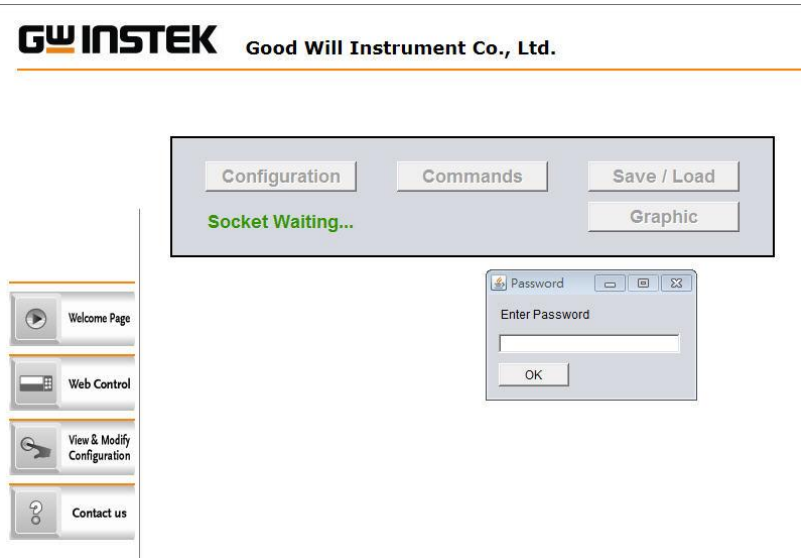 GW INSTEK Good Will Instrument Co., Ltd.
Configuration Commands Save / Load
Socket Waiting... Graphic
Password
Enter Password
OK
Welcome Page
Web Control
View & Modify
Configuration
Contact us